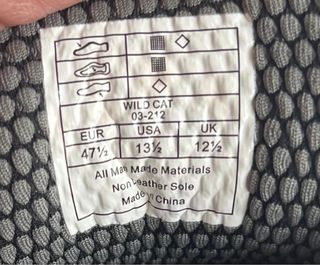 WILD CAT
03-212
EUR USA UK
47½ 13½ 12½
All Man Made Materials
Non Leather Sole
Made in China